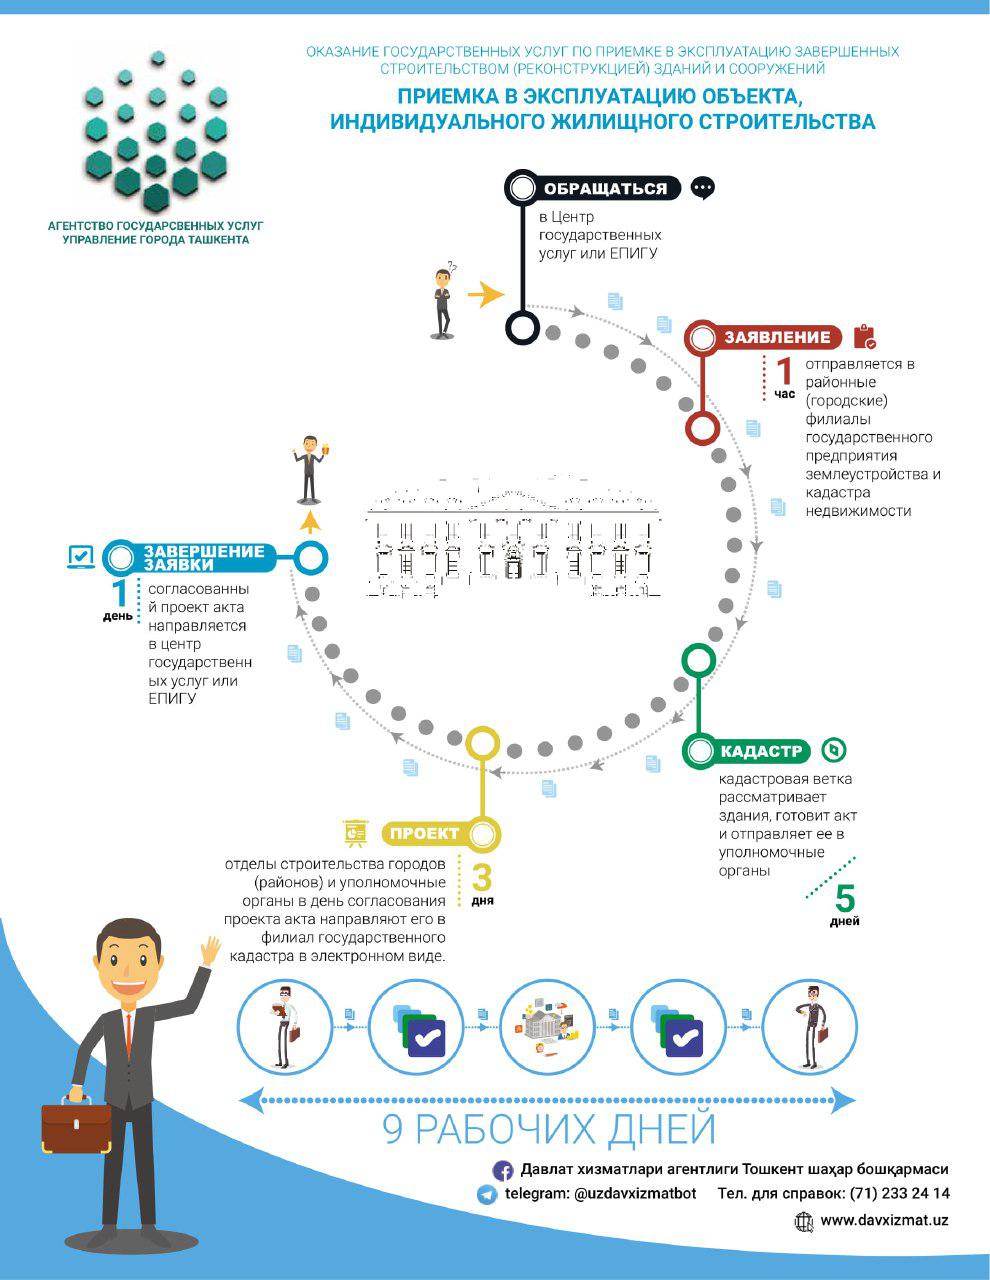 ОКАЗАНИЕ ГОСУДАРСТВЕННЫХ УСЛУГ ПО ПРИЕМКЕ В ЭКСПЛУАТАЦИЮ ЗАВЕРШЕННЫХ
СТРОИТЕЛЬСТВОМ (РЕКОНСТРУКЦИЕЙ) ЗДАНИЙ И СООРУЖЕНИЙ
ПРИЕМКА В ЭКСПЛУАТАЦИЮ ОБЪЕКТА,
ИНДИВИДУАЛЬНОГО ЖИЛИЩНОГО СТРОИТЕЛЬСТВА
АГЕНТСТВО ГОСУДАРСВЕННЫХ УСЛУГ
УПРАВЛЕНИЕ ГОРОДА ТАШКЕНТА
ОБРАЩАТЬСЯ
в Центр
государственных
услуг или ЕПИГУ
??
ЗАЯВЛЕНИЕ
1
час
отправляется в
районные
(городские)
филиалы
государственного
предприятия
землеустройства и
кадастра
недвижимости
КАДАСТР
кадастровая ветка
рассматривает
здания, готовит акт
и отправляет ее в
уполномочные
органы
5
дней
ПРОЕКТ
3
дня
отделы строительства городов
(районов) и уполномочные
органы в день согласования
проекта акта направляют его в
филиал государственного
кадастра в электронном виде.
ЗАВЕРШЕНИЕ
ЗАЯВКИ
1
день
согласованны
й проект акта
направляется
в центр
государственн
ых услуг или
ЕПИГУ
9 РАБОЧИХ ДНЕЙ
Давлат хизматлари агентлиги Тошкент шаҳар бошқармаси
telegram: @uzdavxizmatbot Тел. для справок: (71) 233 24 14
www.davxizmat.uz